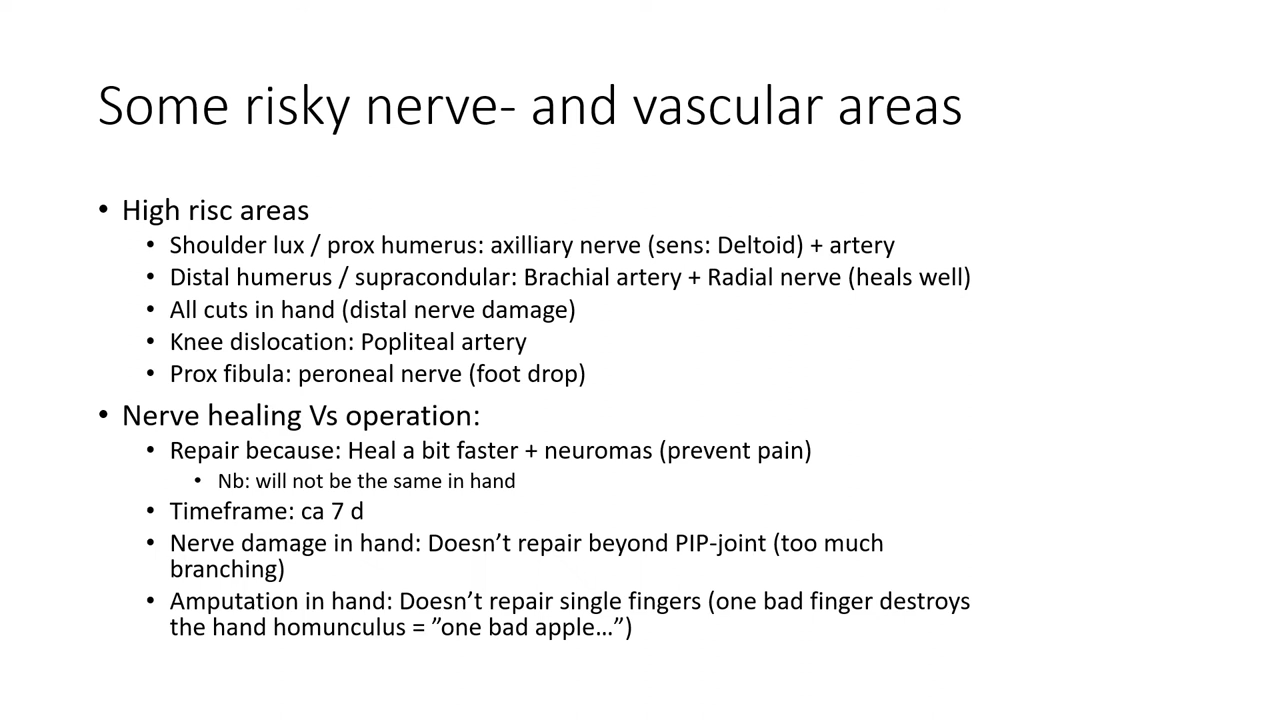 Some risky nerve- and vascular areas
• High risc areas
• Shoulder lux / prox humerus: axilliary nerve (sens: Deltoid) + artery
• Distal humerus / supracondular: Brachial artery + Radial nerve (heals well)
• All cuts in hand (distal nerve damage)
• Knee dislocation: Popliteal artery
• Prox fibula: peroneal nerve (foot drop)
• Nerve healing Vs operation:
• Repair because: Heal a bit faster + neuromas (prevent pain)
• Nb: will not be the same in hand
• Timeframe: ca 7 d
• Nerve damage in hand: Doesn’t repair beyond PIP-joint (too much
branching)
• Amputation in hand: Doesn’t repair single fingers (one bad finger destroys
the hand homunculus = ”one bad apple…”)